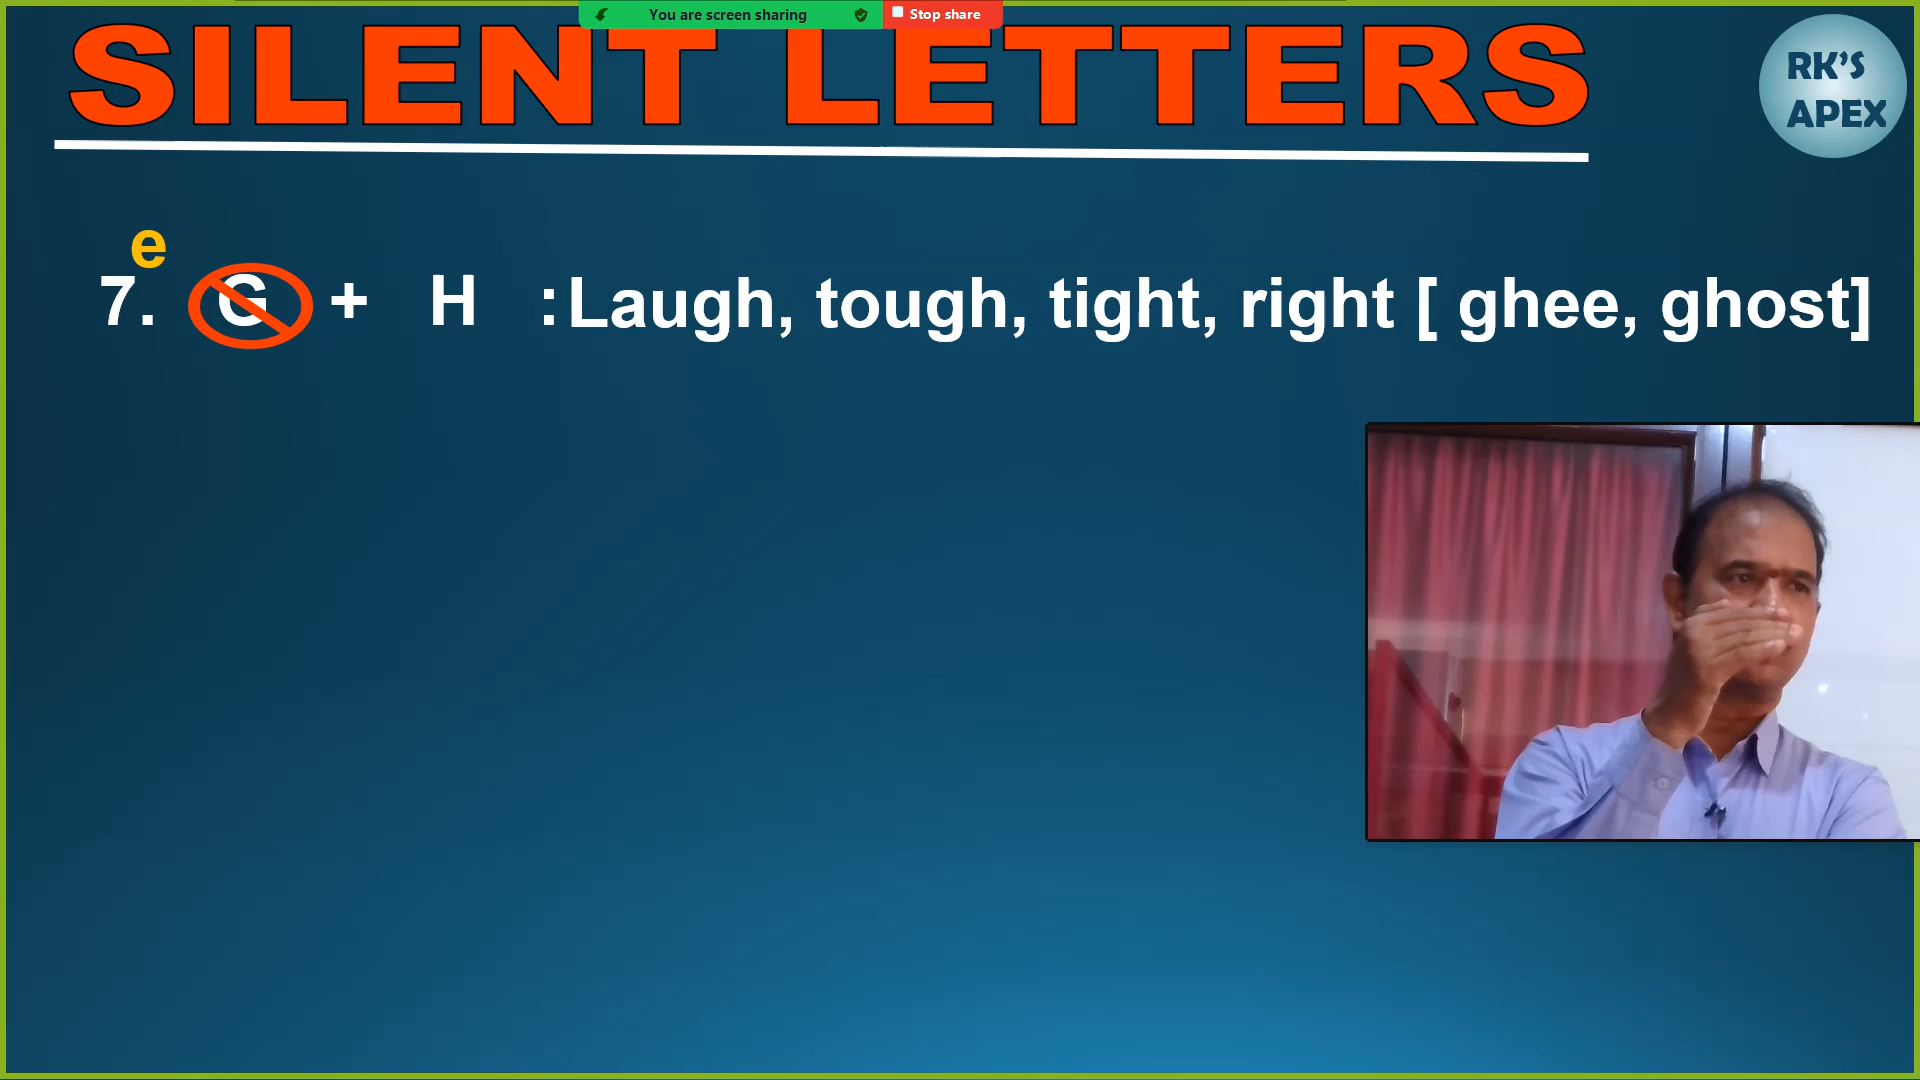 You are screen sharing Stop share
SILENT LETTERS
RK'S
APEX
e
7. G + H : Laugh, tough, tight, right [ ghee, ghost]